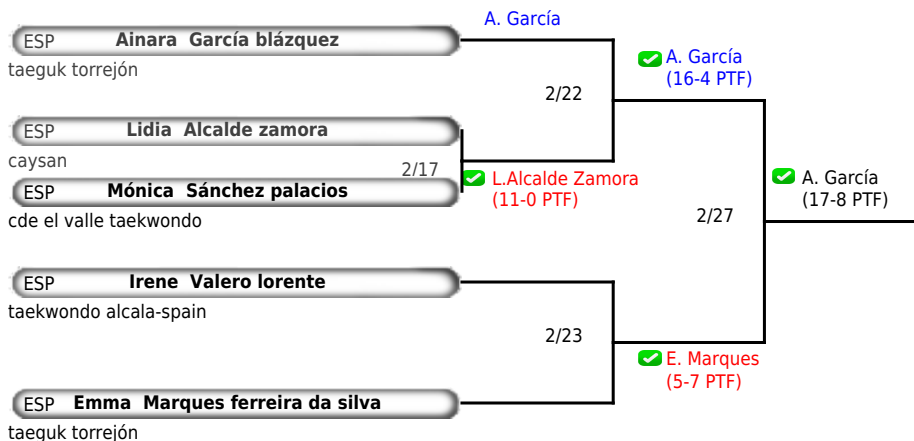 A. García
ESP Ainara García blázquez
taeguk torrejón
A. García
(16-4 PTF)
2/22
ESP Lidia Alcalde zamora
caysan
2/17
ESP Mónica Sánchez palacios
cde el valle taekwondo
L.Alcalde Zamora
(11-0 PTF)
A. García
(17-8 PTF)
2/27
ESP Irene Valero lorente
taekwondo alcala-spain
2/23
E. Marques
(5-7 PTF)
ESP Emma Marques ferreira da silva
taeguk torrejón